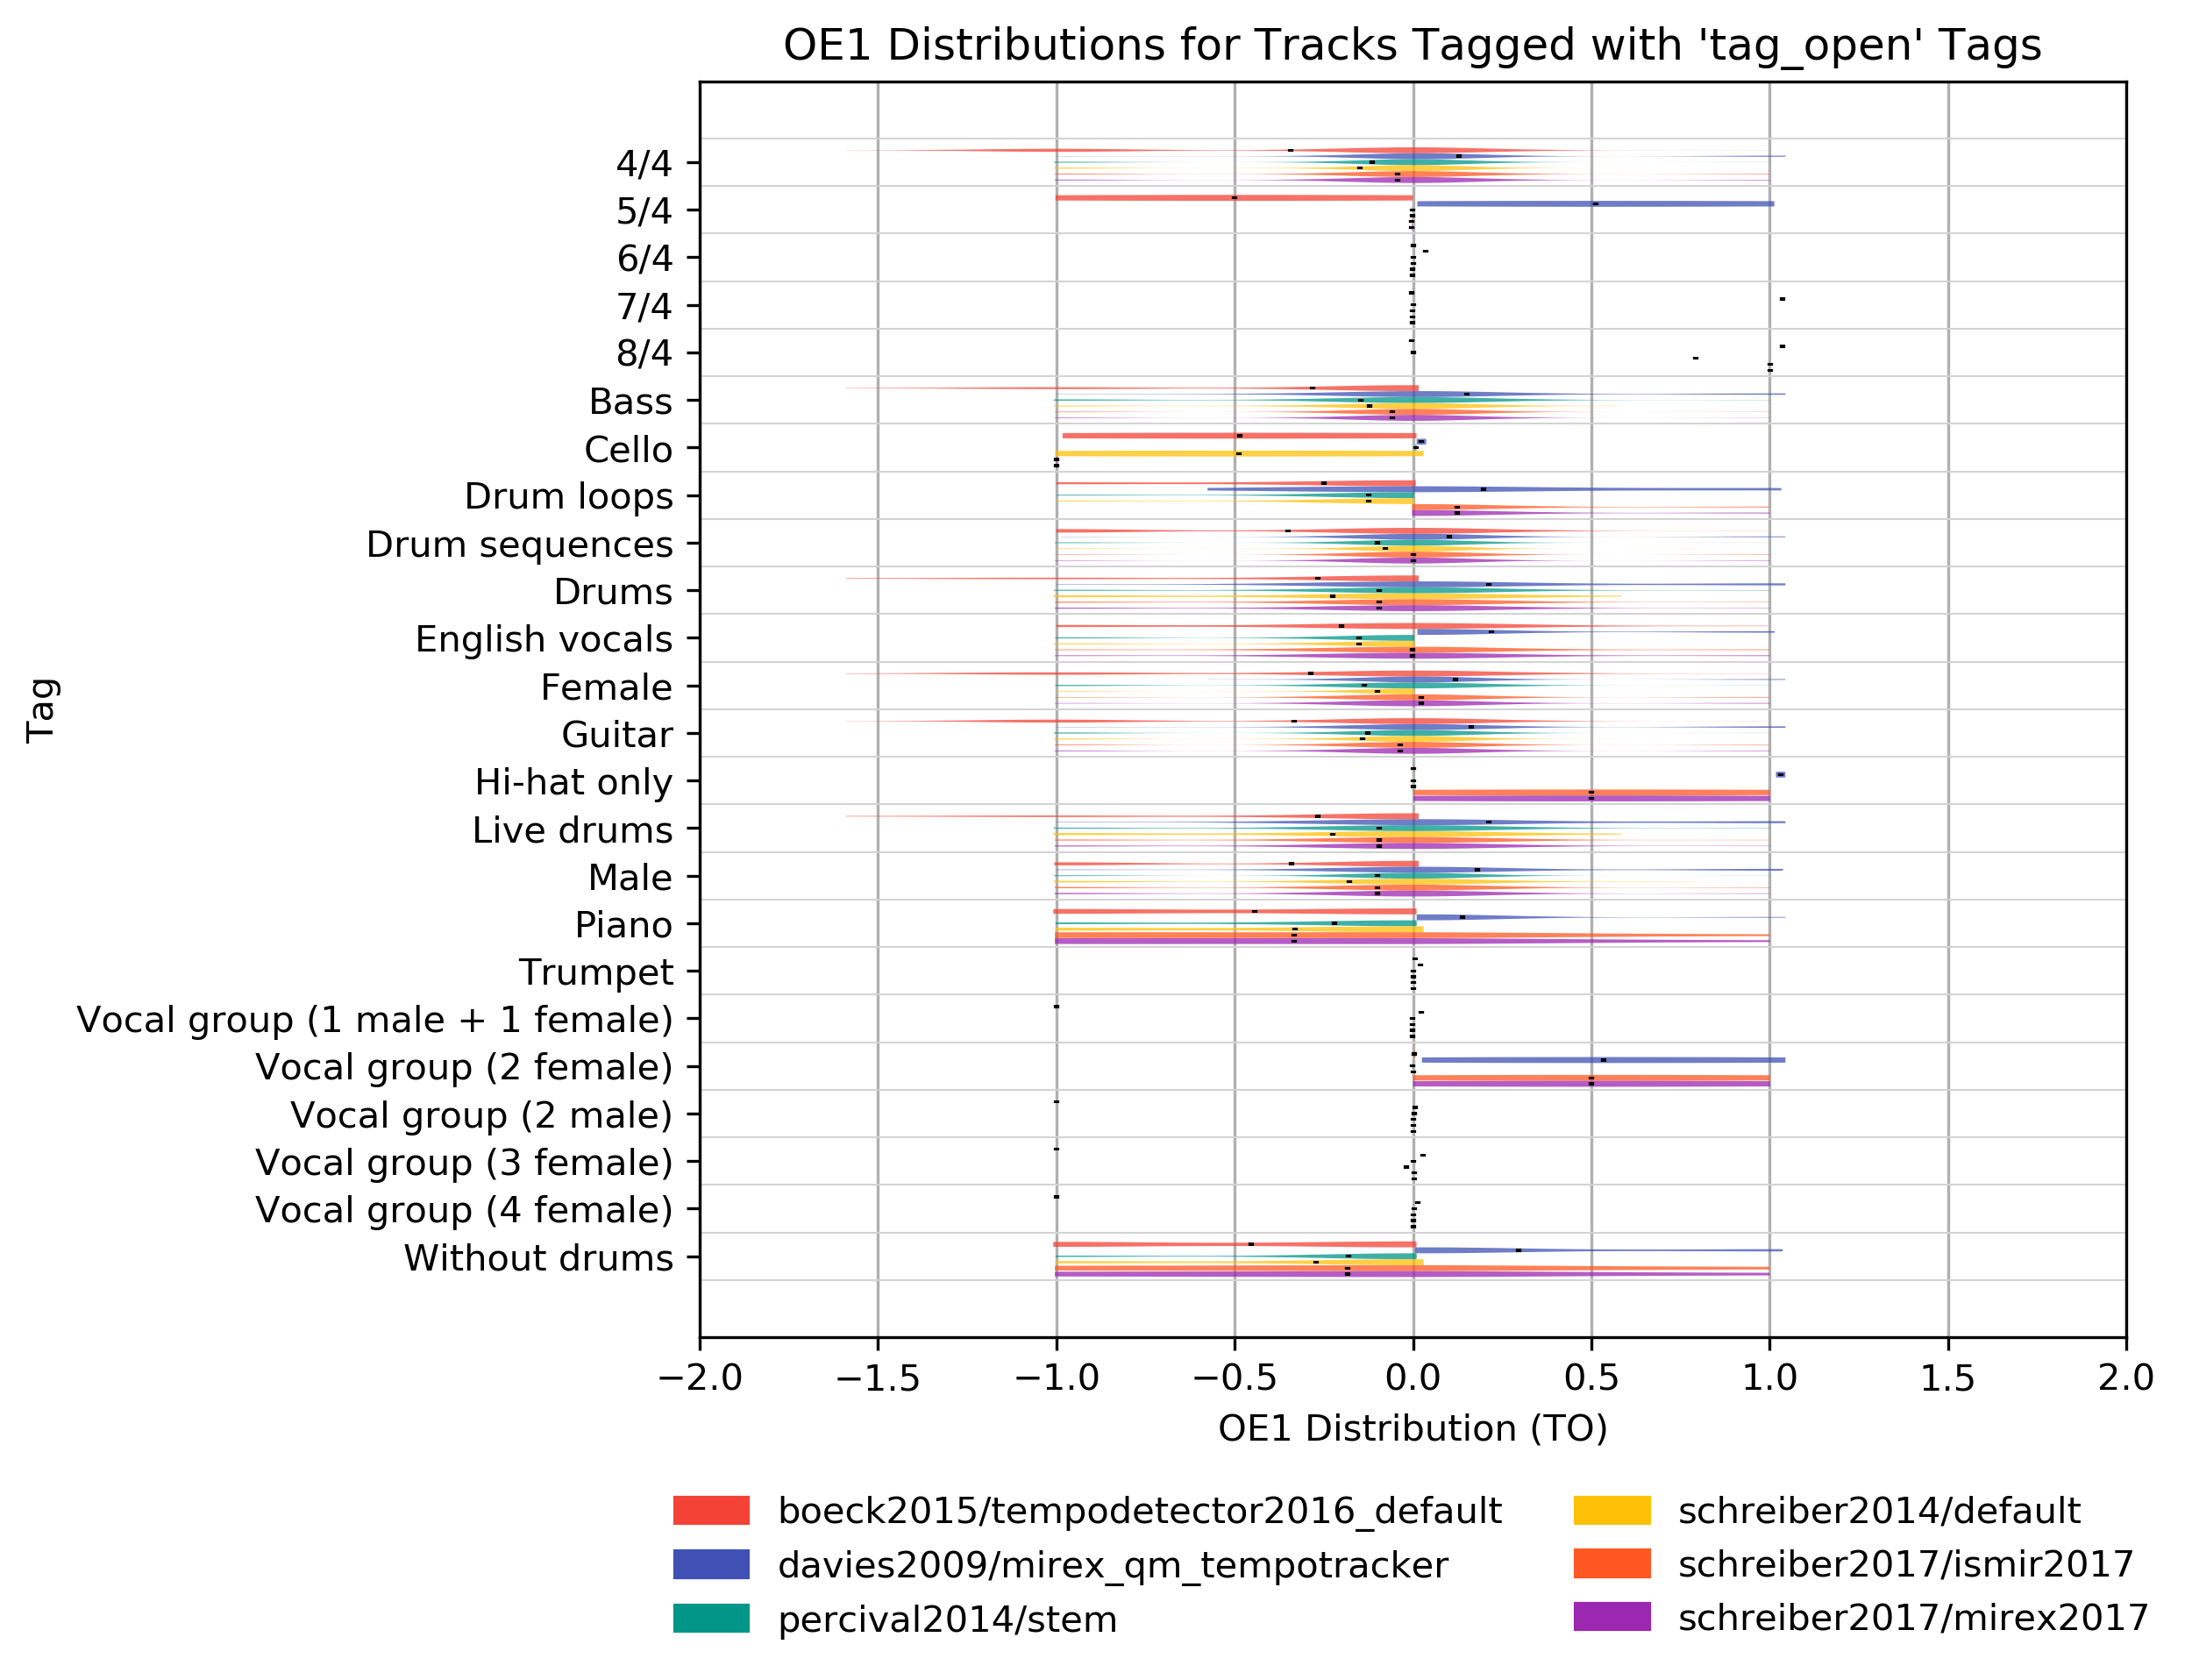 OE1 Distributions for Tracks Tagged with 'tag_open' Tags
Tag
4/4
5/4
6/4
7/4
8/4
Bass
Cello
Drum loops
Drum sequences
Drums
English vocals
Female
Guitar
Hi-hat only
Live drums
Male
Piano
Trumpet
Vocal group (1 male + 1 female)
Vocal group (2 female)
Vocal group (2 male)
Vocal group (3 female)
Vocal group (4 female)
Without drums
−2.0 −1.5 −1.0 −0.5 0.0 0.5 1.0 1.5 2.0
OE1 Distribution (TO)
boeck2015/tempodetector2016_default
davies2009/mirex_qm_tempotracker
percival2014/stem
schreiber2014/default
schreiber2017/ismir2017
schreiber2017/mirex2017